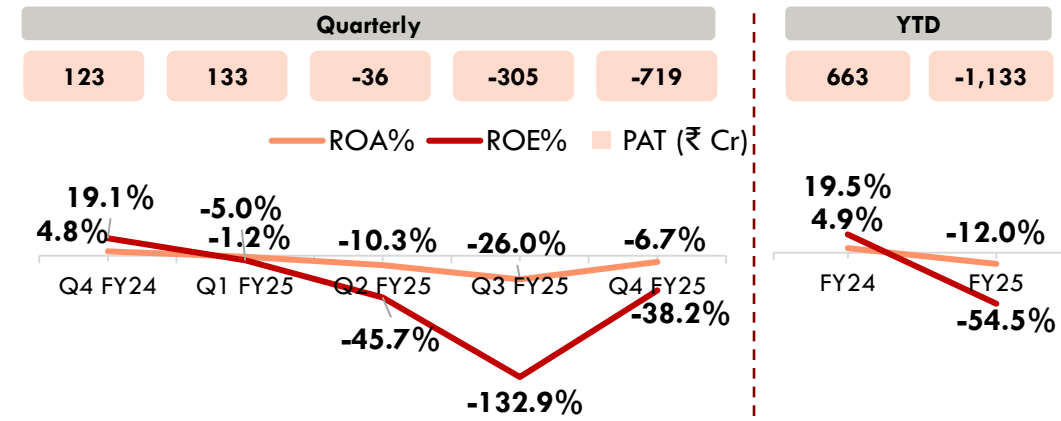 Quarterly
YTD
123 133 -36 -305 -719
663 -1,133
ROA% ROE% PAT (₹ Cr)
19.1%
4.8%
-5.0%
-1.2%
-10.3%
-26.0%
-6.7%
19.5%
4.9%
-12.0%
Q4 FY24 Q1 FY25 Q2 FY25 Q3 FY25 Q4 FY25
FY24 FY25
-45.7%
-132.9%
-38.2%
-54.5%